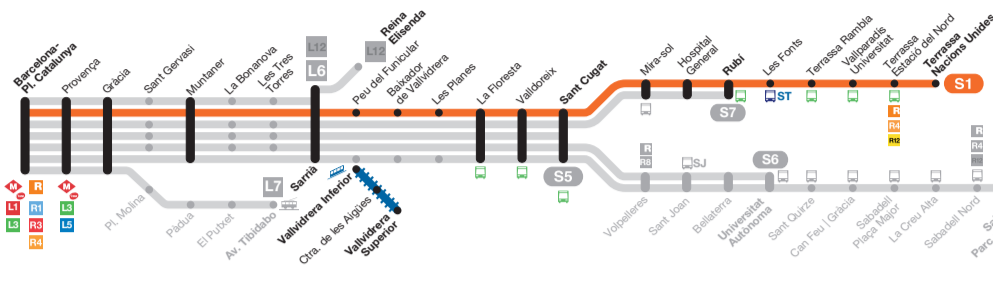 Barcelona-
Pl. Catalunya
Provença
Gràcia
Sant Gervasi
Muntaner
La Bonanova
Les Tres
Torres
L12
L6
L12
Reina
Elisenda
Peu del Funicular
Baixador
de Vallvidrera
Les Planes
La Floresta
Valldoreix
Sant Cugat
Mira-sol
Hospital
General
Rubí
Les Fonts
Terrassa Rambla
Vallparadís
Universitat
Terrassa
Estació del Nord
Terrassa
Nacions Unides
S1
S7
ST
R
R4
R12
M
L1
L3
R
R1
R3
R4
M
L3
L5
Pl. Molina
Pàdua
El Putxet
Av. Tibidabo
L7
Sarrià
Vallvidrera Inferior
Ctra. de les Aigües
Vallvidrera
Superior
S5
R
R8
SJ
S6
R
R4
Volpelleres
Sant Joan
Bellaterra
Universitat
Autònoma
Sant Quirze
Can Feu | Gràcia
Sabadell
Plaça Major
La Creu Alta
Sabadell Nord
Sa
Parc